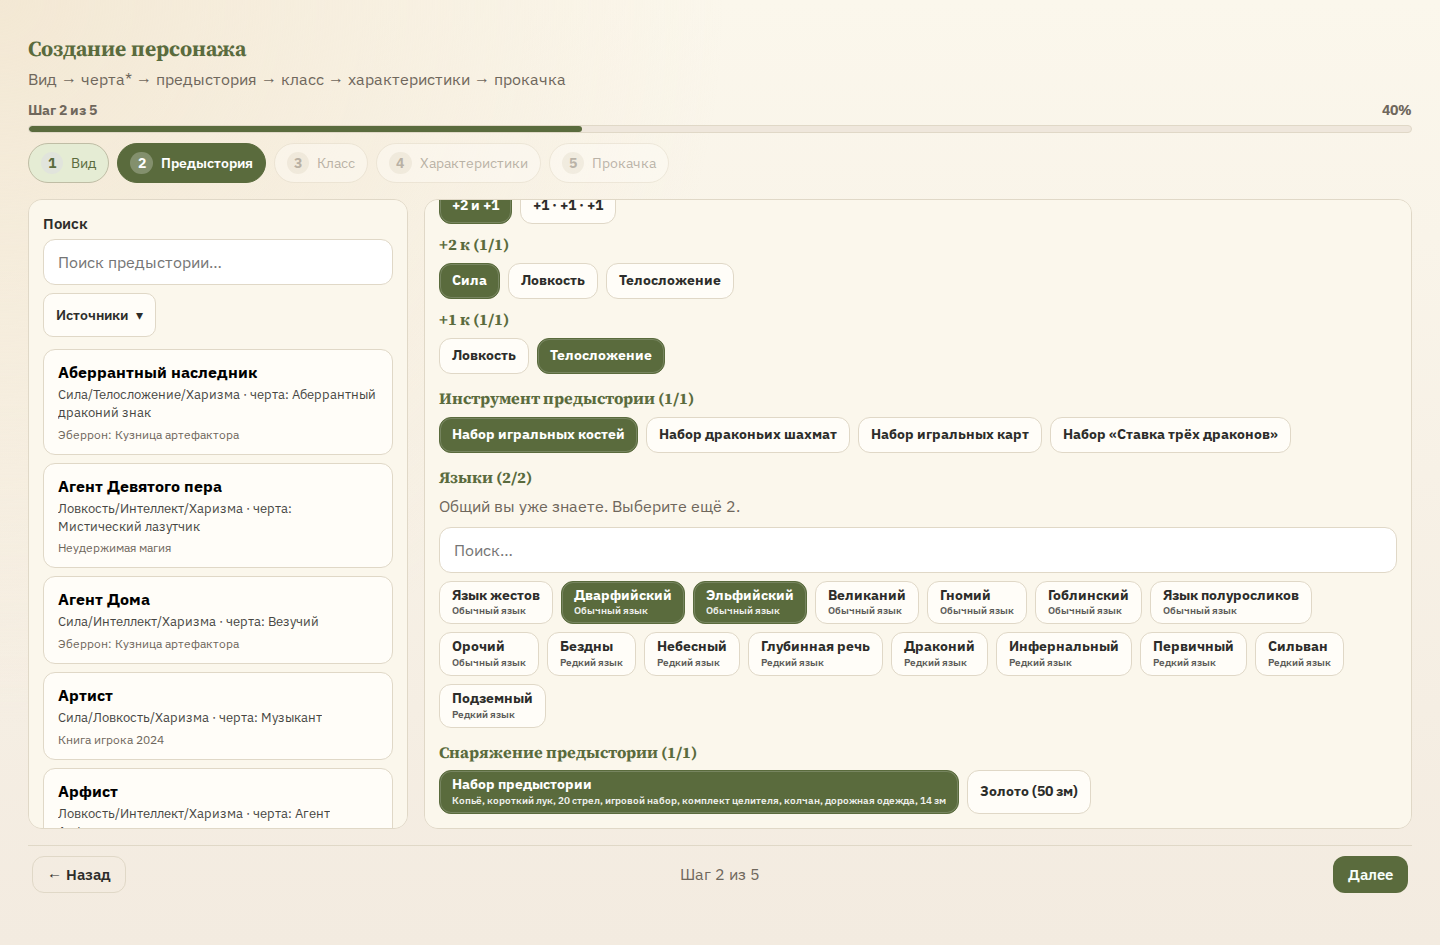 Создание персонажа
Вид → черта* → предыстория → класс → характеристики → прокачка
Шаг 2 из 5
40%
1 Вид
2 Предыстория
3 Класс
4 Характеристики
5 Прокачка
Поиск
Поиск предыстории...
Источники ▾
Аберрантный наследник
Сила/Телосложение/Харизма · черта: Аберрантный
драконий знак
Эберрон: Кузница артефактора
Агент Девятого пера
Ловкость/Интеллект/Харизма · черта:
Мистический лазутчик
Неудержимая магия
Агент Дома
Сила/Интеллект/Харизма · черта: Везучий
Эберрон: Кузница артефактора
Артист
Сила/Ловкость/Харизма · черта: Музыкант
Книга игрока 2024
Арфист
Ловкость/Интеллект/Харизма · черта: Агент
+2 и +1
+1 · +1 · +1
+2 к (1/1)
Сила
Ловкость
Телосложение
+1 к (1/1)
Ловкость
Телосложение
Инструмент предыстории (1/1)
Набор игральных костей
Набор драконьих шахмат
Набор игральных карт
Набор «Ставка трёх драконов»
Языки (2/2)
Общий вы уже знаете. Выберите ещё 2.
Поиск...
Язык жестов
Обычный язык
Дварфийский
Обычный язык
Эльфийский
Обычный язык
Великаний
Обычный язык
Гномий
Обычный язык
Гоблинский
Обычный язык
Язык полуросликов
Обычный язык
Орочий
Обычный язык
Бездны
Редкий язык
Небесный
Редкий язык
Глубинная речь
Редкий язык
Драконий
Редкий язык
Инфернальный
Редкий язык
Первичный
Редкий язык
Сильван
Редкий язык
Подземный
Редкий язык
Снаряжение предыстории (1/1)
Набор предыстории
Копьё, короткий лук, 20 стрел, игровой набор, комплект целителя, колчан, дорожная одежда, 14 зм
Золото (50 зм)
← Назад
Шаг 2 из 5
Далее